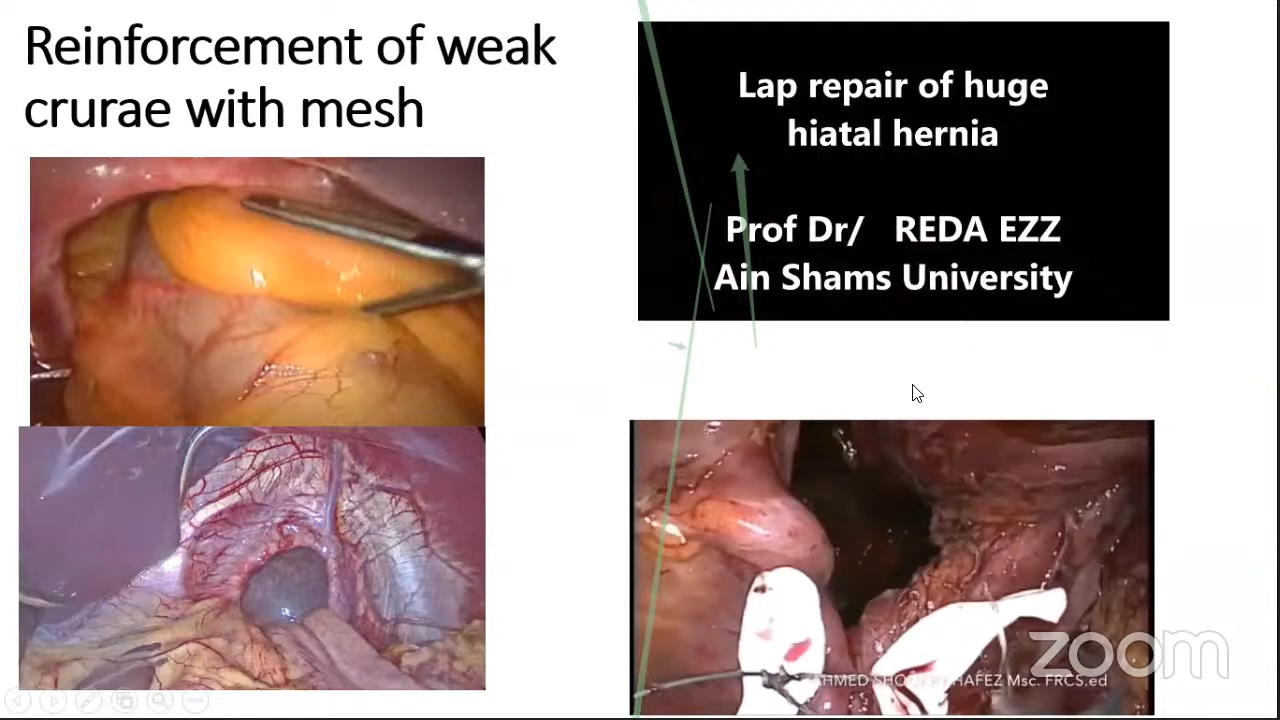 Reinforcement of weak
crurae with mesh
Lap repair of huge
hiatal hernia
Prof Dr/ REDA EZZ
Ain Shams University
zoom
HAFEZ Msc. FRCS.ed